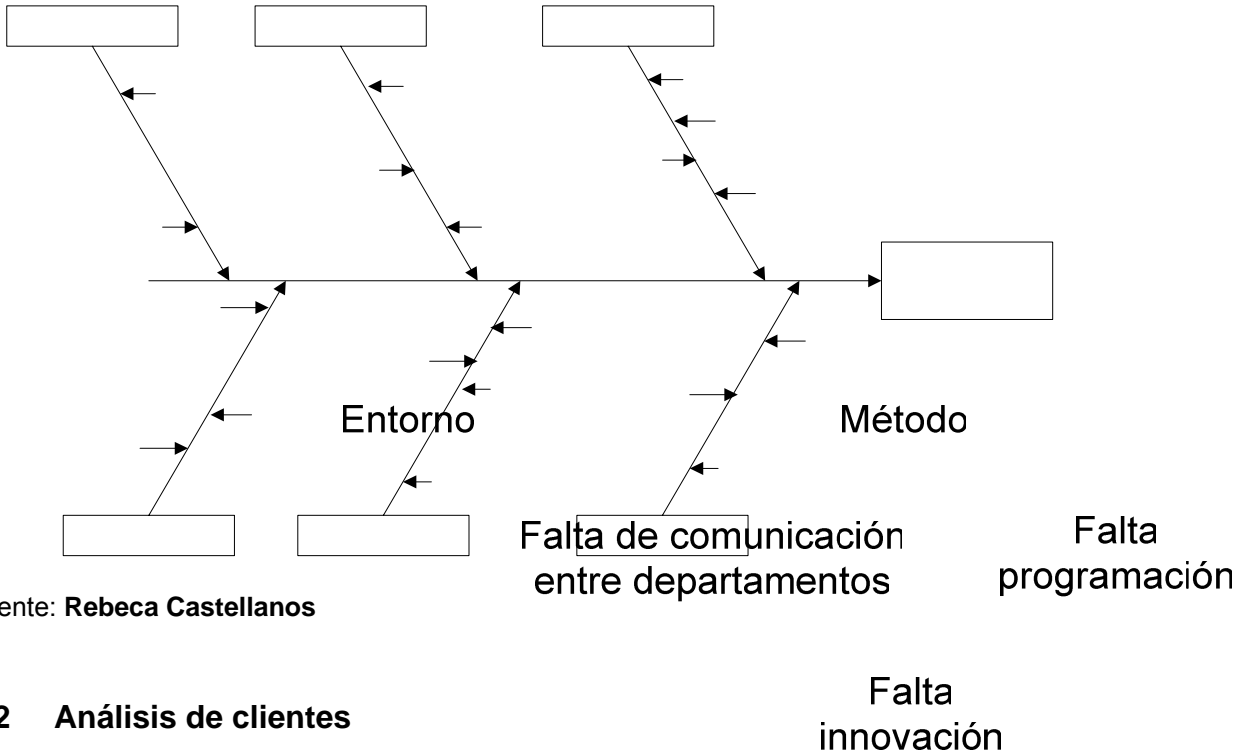 Entorno
Método
Falta de comunicación
entre departamentos
Falta
programación
ente: Rebeca Castellanos
2 Análisis de clientes
Falta
innovación